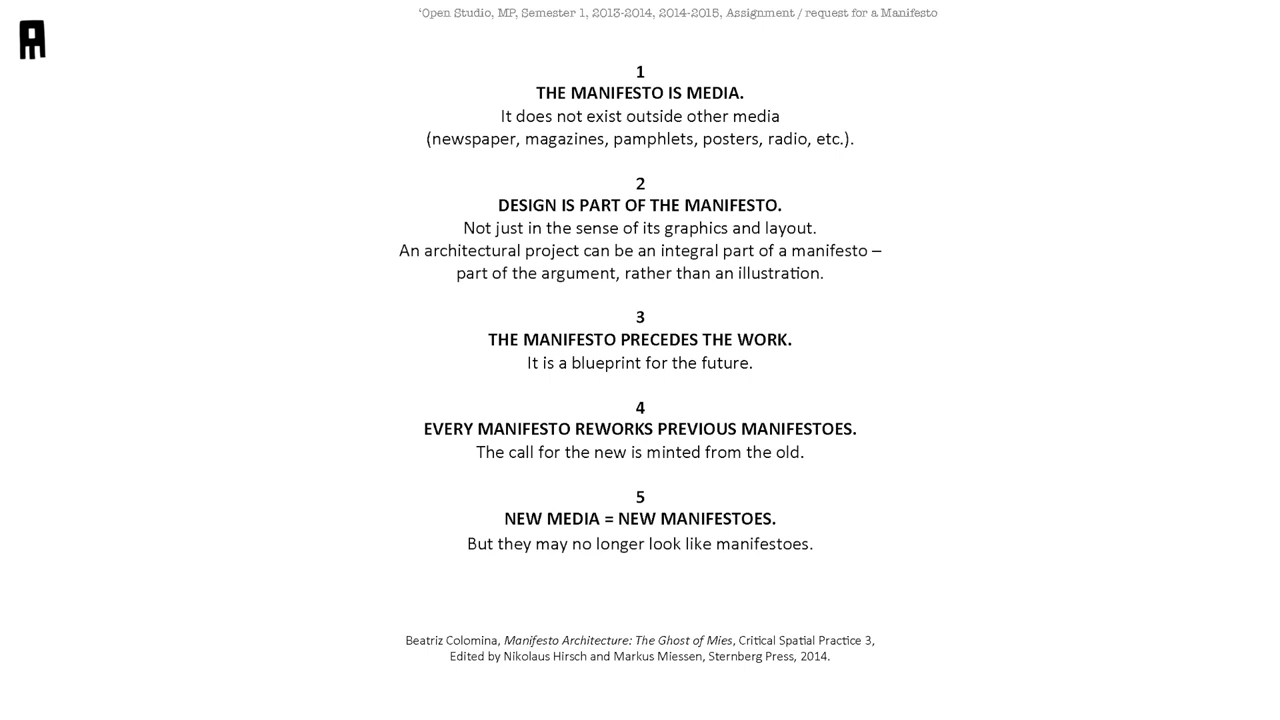 ‘Open Studio, MP, Semester 1, 2013-2014, 2014-2015, Assignment / request for a Manifesto
1
THE MANIFESTO IS MEDIA.
It does not exist outside other media
(newspaper, magazines, pamphlets, posters, radio, etc.).
2
DESIGN IS PART OF THE MANIFESTO.
Not just in the sense of its graphics and layout.
An architectural project can be an integral part of a manifesto –
part of the argument, rather than an illustration.
3
THE MANIFESTO PRECEDES THE WORK.
It is a blueprint for the future.
4
EVERY MANIFESTO REWORKS PREVIOUS MANIFESTOES.
The call for the new is minted from the old.
5
NEW MEDIA = NEW MANIFESTOES.
But they may no longer look like manifestoes.
Beatriz Colomina, Manifesto Architecture: The Ghost of Mies, Critical Spatial Practice 3,
Edited by Nikolaus Hirsch and Markus Miessen, Sternberg Press, 2014.